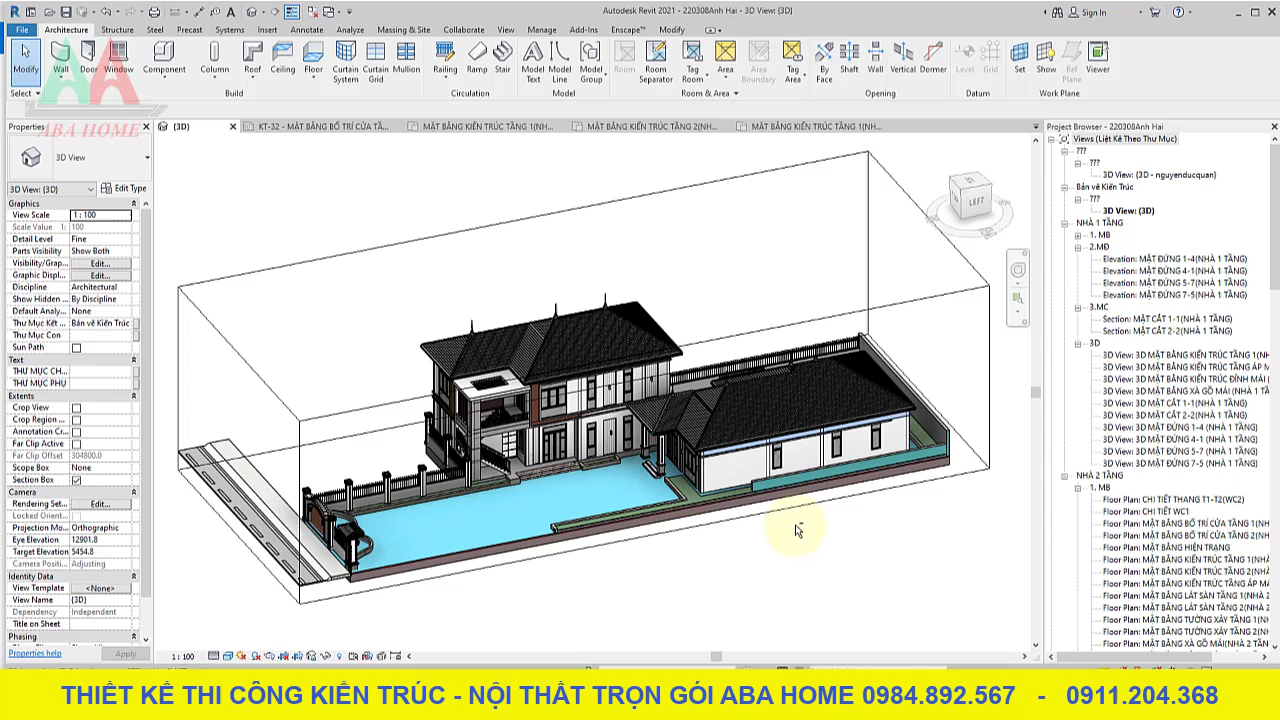 Autodesk Revit 2021 - 220308Anh Hai - 3D View: {3D}
Sign In
File Architecture Structure Steel Precast Systems Insert Annotate Analyze Massing & Site Collaborate View Manage Add-Ins Enscape™ Modify
Modify Wall Door Window Component Column Roof Ceiling Floor Curtain System Curtain Grid Mullion Railing Ramp Stair Model Text Model Line Model Group Room Room Separator Tag Room Area Area Boundary Tag Area By Face Shaft Wall Vertical Dormer Level Grid Set Show Ref Plane Viewer
Select Build Circulation Model Room & Area Opening Datum Work Plane
ABA HOME
Properties
{3D}
KT-32 - MẶT BẰNG BỐ TRÍ CỬA TẦ...
MẶT BẰNG KIẾN TRÚC TẦNG 1(NH...
MẶT BẰNG KIẾN TRÚC TẦNG 2(NH...
MẶT BẰNG KIẾN TRÚC TẦNG 1(NH...
Project Browser - 220308Anh Hai
3D View
3D View: {3D} Edit Type
Graphics
View Scale 1 : 100
Scale Value 1: 100
Detail Level Fine
Parts Visibility Show Both
Visibility/Grap... Edit...
Graphic Displ... Edit...
Discipline Architectural
Show Hidden ... By Discipline
Default Analy... None
Thư Mục Kết ... Bản vẽ Kiến Trúc
Thư Mục Con
Sun Path
Text
THƯ MỤC CH...
THƯ MỤC PHỤ
Extents
Crop View
Crop Region ...
Annotation Cr...
Far Clip Active
Far Clip Offset 304800.0
Scope Box None
Section Box
Camera
Rendering Set... Edit...
Locked Orient...
Projection Mo... Orthographic
Eye Elevation 12901.8
Target Elevation 5454.8
Camera Positi... Adjusting
Identity Data
View Template <None>
View Name {3D}
Dependency Independent
Title on Sheet
Phasing
Properties help Apply
LEFT
1 : 100
Views (Liệt Kê Theo Thư Mục)
???
???
3D View: {3D - nguyenducquan}
Bản vẽ Kiến Trúc
???
3D View: {3D}
NHÀ 1 TẦNG
1. MB
2.MĐ
Elevation: MẶT ĐỨNG 1-4(NHÀ 1 TẦNG)
Elevation: MẶT ĐỨNG 4-1(NHÀ 1 TẦNG)
Elevation: MẶT ĐỨNG 5-7(NHÀ 1 TẦNG)
Elevation: MẶT ĐỨNG 7-5(NHÀ 1 TẦNG)
3.MC
Section: MẶT CẮT 1-1(NHÀ 1 TẦNG)
Section: MẶT CẮT 2-2(NHÀ 1 TẦNG)
3D
3D View: 3D MẶT BẰNG KIẾN TRÚC TẦNG 1(N
3D View: 3D MẶT BẰNG KIẾN TRÚC TẦNG ÁP M
3D View: 3D MẶT BẰNG KIẾN TRÚC ĐỈNH MÁI (
3D View: 3D MẶT BẰNG XÀ GỒ MÁI (NHÀ 1 TẦ
3D View: 3D MẶT CẮT 1-1(NHÀ 1 TẦNG)
3D View: 3D MẶT CẮT 2-2(NHÀ 1 TẦNG)
3D View: 3D MẶT ĐỨNG 1-4(NHÀ 1 TẦNG)
3D View: 3D MẶT ĐỨNG 4-1(NHÀ 1 TẦNG)
3D View: 3D MẶT ĐỨNG 5-7(NHÀ 1 TẦNG)
3D View: 3D MẶT ĐỨNG 7-5(NHÀ 1 TẦNG)
NHÀ 2 TẦNG
1. MB
Floor Plan: CHI TIẾT THANG T1-T2(WC2)
Floor Plan: CHI TIẾT WC1
Floor Plan: MẶT BẰNG BỐ TRÍ CỬA TẦNG 1(NH
Floor Plan: MẶT BẰNG BỐ TRÍ CỬA TẦNG 2(NH
Floor Plan: MẶT BẰNG HIỆN TRẠNG
Floor Plan: MẶT BẰNG KIẾN TRÚC TẦNG 1(NH
Floor Plan: MẶT BẰNG KIẾN TRÚC TẦNG 2(NH
Floor Plan: MẶT BẰNG KIẾN TRÚC TẦNG ÁP MÁ
Floor Plan: MẶT BẰNG LÁT SÀN TẦNG 1(NHÀ 2
Floor Plan: MẶT BẰNG LÁT SÀN TẦNG 2(NHÀ 2
Floor Plan: MẶT BẰNG TƯỜNG XÂY TẦNG 1(NH
Floor Plan: MẶT BẰNG TƯỜNG XÂY TẦNG 2(NH
Floor Plan: MẶT BẰNG XÀ GỒ MÁI(NHÀ 2 TẦN
THIẾT KẾ THI CÔNG KIẾN TRÚC - NỘI THẤT TRỌN GÓI ABA HOME 0984.892.567 - 0911.204.368